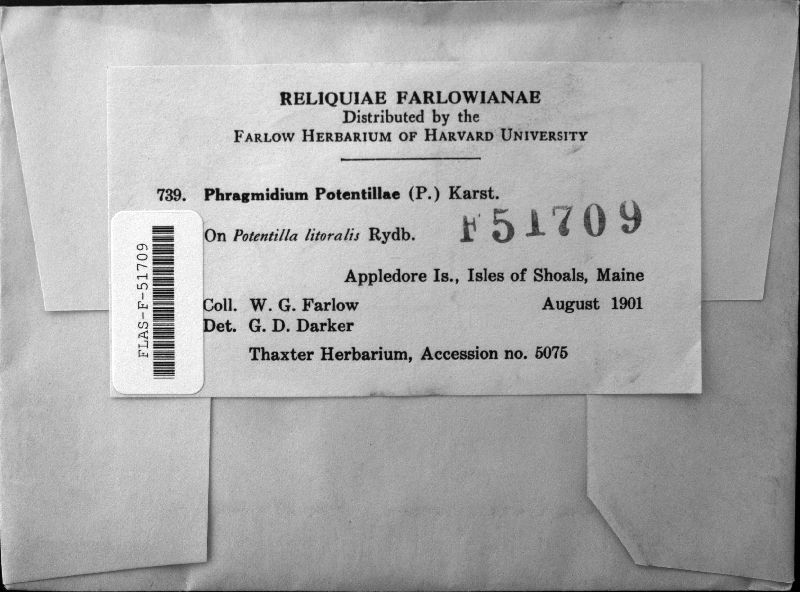 RELIQUIAE FARLOWIANAE
Distributed by the
FARLOW HERBARIUM OF HARVARD UNIVERSITY
739. Phragmidium Potentillae (P.) Karst.
On Potentilla litoralis Rydb.
F51709
Appledore Is., Isles of Shoals, Maine
Coll. W. G. Farlow August 1901
Det. G. D. Darker
Thaxter Herbarium, Accession no. 5075
FLAS-F-51709